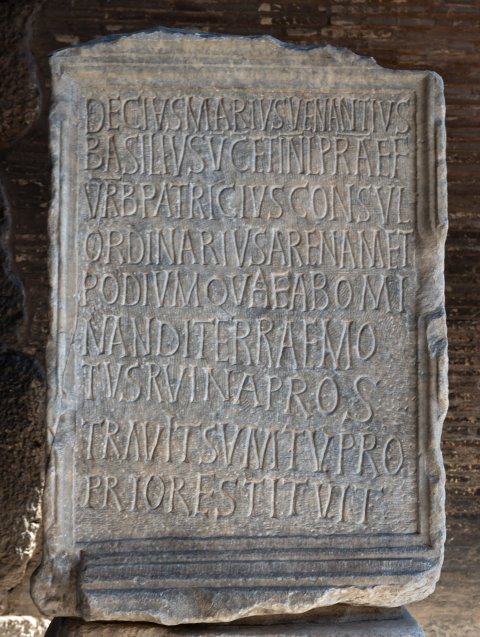 DECIVSMARIVSVENANTIVS
BASILIVSVCETINLPRAEF
VRBPATRICIVSCONSVL
ORDINARIVSARENAMET
PODIVMQVAEABOMI
NANDITERRAEMO
TVSRVINAPROS
TRAVITSVMTVPRO
PRIORESTITVIT